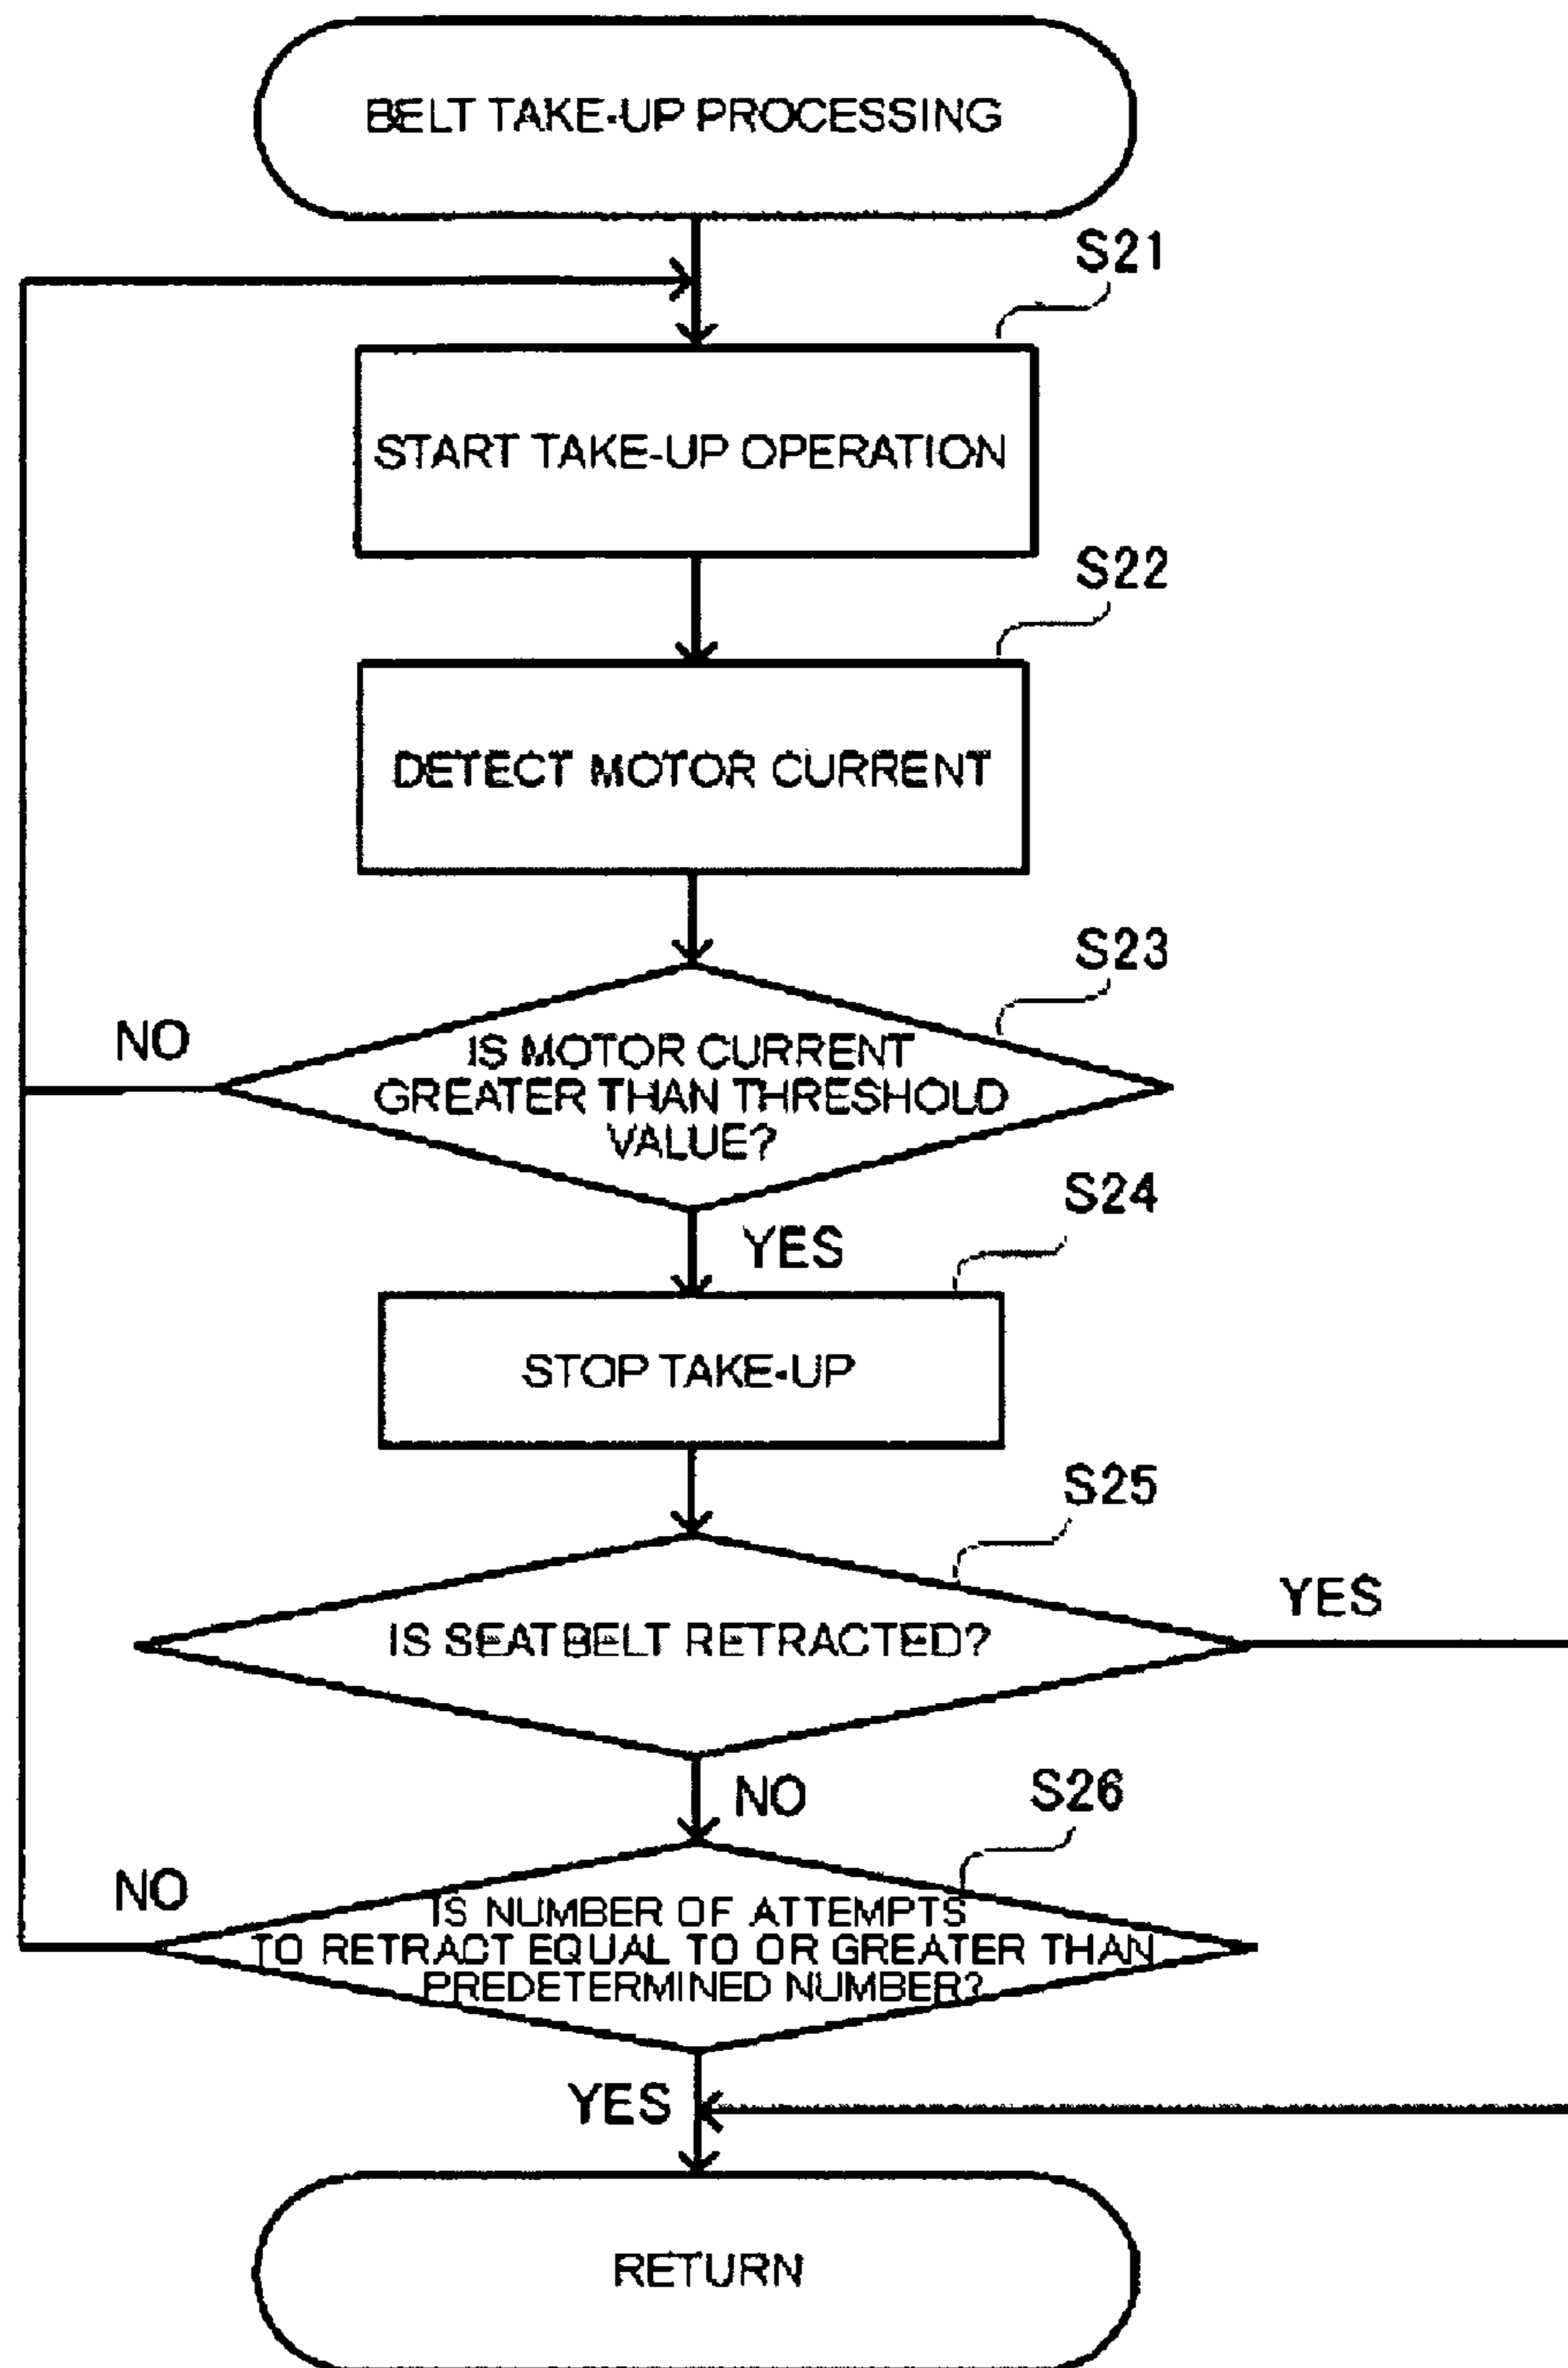 BELT TAKE-UP PROCESSING
S21
START TAKE-UP OPERATION
S22
DETECT MOTOR CURRENT
S23
NO
IS MOTOR CURRENT
GREATER THAN THRESHOLD
VALUE?
YES
S24
STOP TAKE-UP
S25
IS SEATBELT RETRACTED?
YES
NO
S26
NO
IS NUMBER OF ATTEMPTS
TO RETRACT EQUAL TO OR GREATER THAN
PREDETERMINED NUMBER?
YES
RETURN